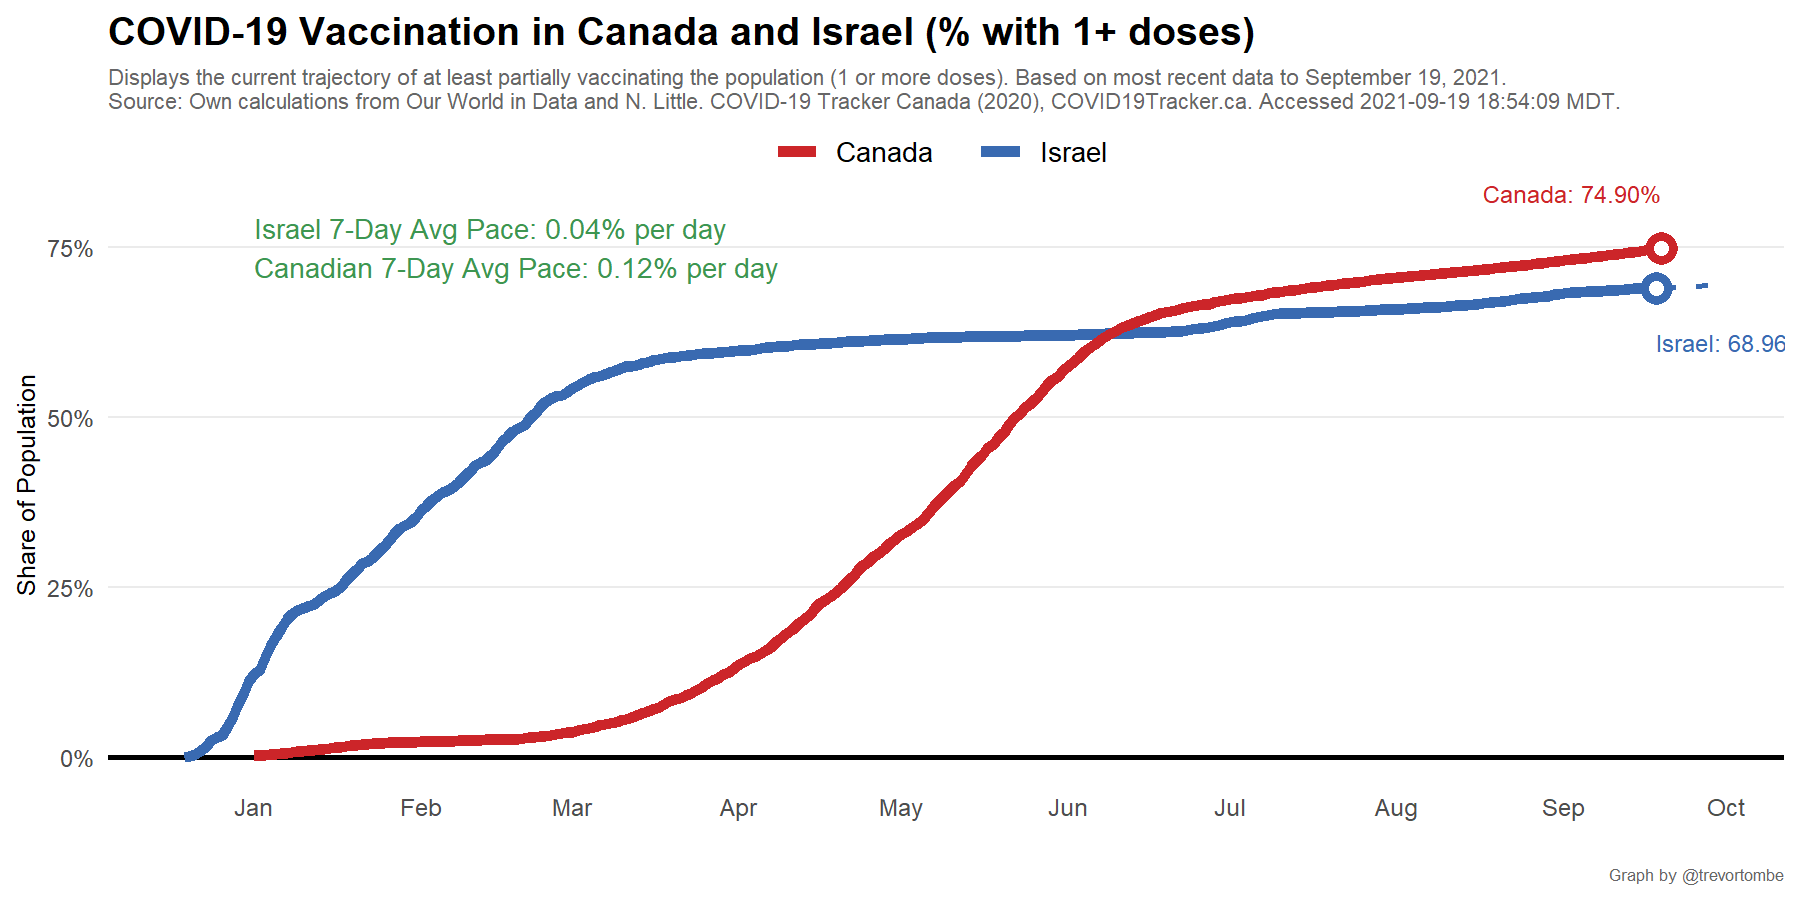 COVID-19 Vaccination in Canada and Israel (% with 1+ doses)
Displays the current trajectory of at least partially vaccinating the population (1 or more doses). Based on most recent data to September 19, 2021.
Source: Own calculations from Our World in Data and N. Little. COVID-19 Tracker Canada (2020), COVID19Tracker.ca. Accessed 2021-09-19 18:54:09 MDT.
Canada Israel
Canada: 74.90%
Israel 7-Day Avg Pace: 0.04% per day
Canadian 7-Day Avg Pace: 0.12% per day
75%
Israel: 68.96
50%
Share of Population
25%
0%
Jan Feb Mar Apr May Jun Jul Aug Sep Oct
Graph by @trevortombe